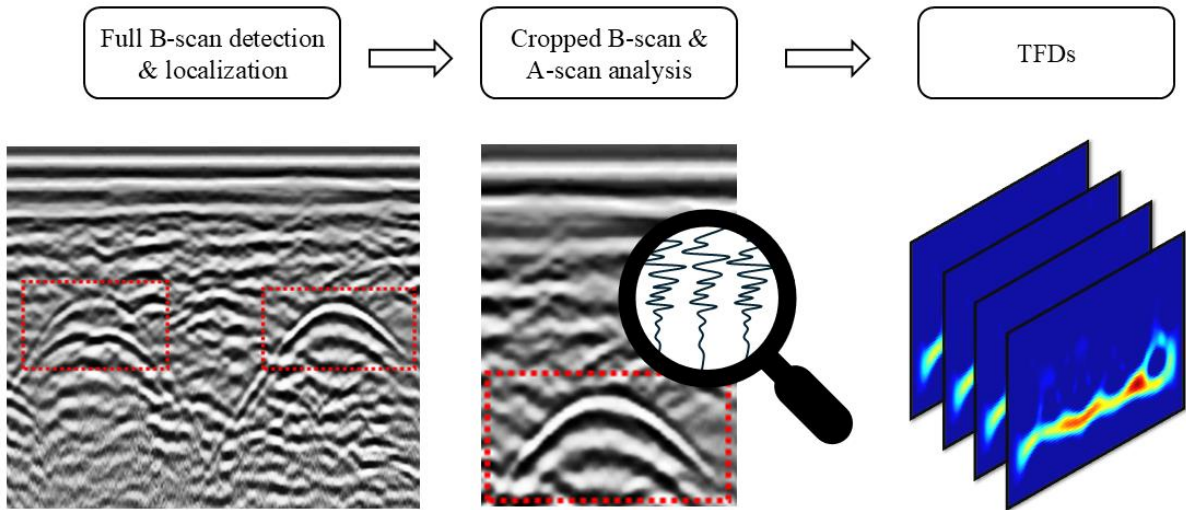 Full B-scan detection
& localization
Cropped B-scan &
A-scan analysis
TFDs